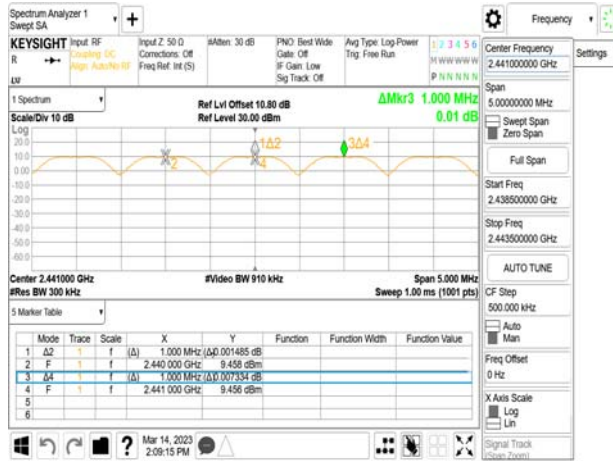 Spectrum Analyzer 1
Swept SA
+
Frequency
Settings
KEYSIGHT Input: RF
Coupling: DC
Align: Auto/No RF
R
LXI
Input Z: 50 Ω
Corrections: Off
Freq Ref: Int (S)
#Atten: 30 dB
PNO: Best Wide
Gate: Off
IF Gain: Low
Sig Track: Off
Avg Type: Log-Power
Trig: Free Run
1 2 3 4 5 6
M W W W W W
P N N N N N
1 Spectrum
Scale/Div 10 dB
Log
Ref Lvl Offset 10.80 dB
Ref Level 30.00 dBm
ΔMkr3 1.000 MHz
0.01 dB
20.0
10.0
0.00
-10.0
-20.0
-30.0
-40.0
-50.0
-60.0
2
1Δ2
4
3Δ4
Center 2.441000 GHz
#Res BW 300 kHz
#Video BW 910 kHz
Span 5.000 MHz
Sweep 1.00 ms (1001 pts)
5 Marker Table
Mode Trace Scale X Y Function Function Width Function Value
1 Δ2 1 f (Δ) 1.000 MHz (Δ) 0.001485 dB
2 F 1 f 2.440 000 GHz 9.458 dBm
3 Δ4 1 f (Δ) 1.000 MHz (Δ) 0.007334 dB
4 F 1 f 2.441 000 GHz 9.456 dBm
5
6
Mar 14, 2023
2:09:15 PM
Center Frequency
2.441000000 GHz
Span
5.00000000 MHz
Swept Span
Zero Span
Full Span
Start Freq
2.438500000 GHz
Stop Freq
2.443500000 GHz
AUTO TUNE
CF Step
500.000 kHz
Auto
Man
Freq Offset
0 Hz
X Axis Scale
Log
Lin
Signal Track
(Span Zoom)